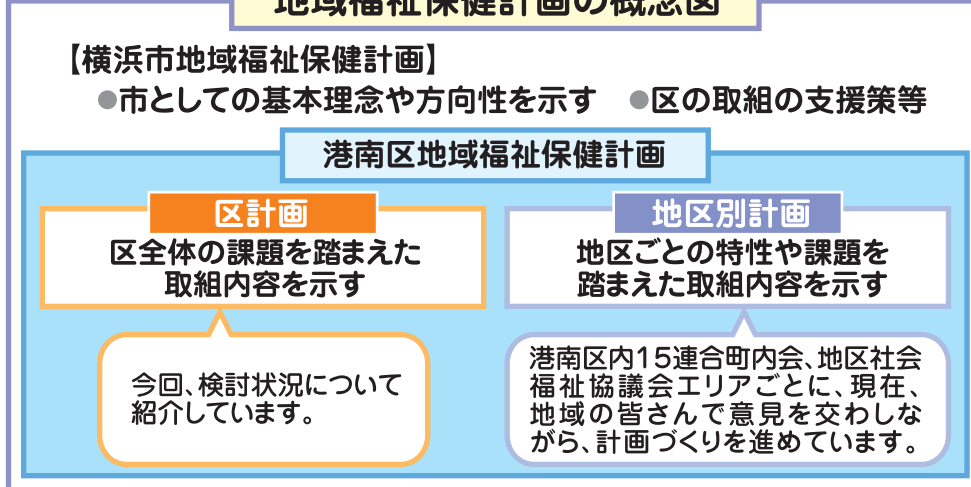 地域福祉保健計画の概念図
【横浜市地域福祉保健計画】
●市としての基本理念や方向性を示す ●区の取組の支援策等
港南区地域福祉保健計画
区計画
区全体の課題を踏まえた
取組内容を示す
今回、検討状況について
紹介しています。
地区別計画
地区ごとの特性や課題を
踏まえた取組内容を示す
港南区内15連合町内会、地区社会
福祉協議会エリアごとに、現在、
地域の皆さんで意見を交わしな
がら、計画づくりを進めています。